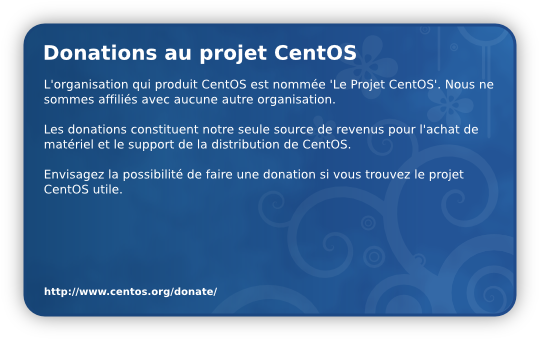 Donations au projet CentOS
L'organisation qui produit CentOS est nommée 'Le Projet CentOS'. Nous ne
sommes affiliés avec aucune autre organisation.
Les donations constituent notre seule source de revenus pour l'achat de
matériel et le support de la distribution de CentOS.
Envisagez la possibilité de faire une donation si vous trouvez le projet
CentOS utile.
http://www.centos.org/donate/